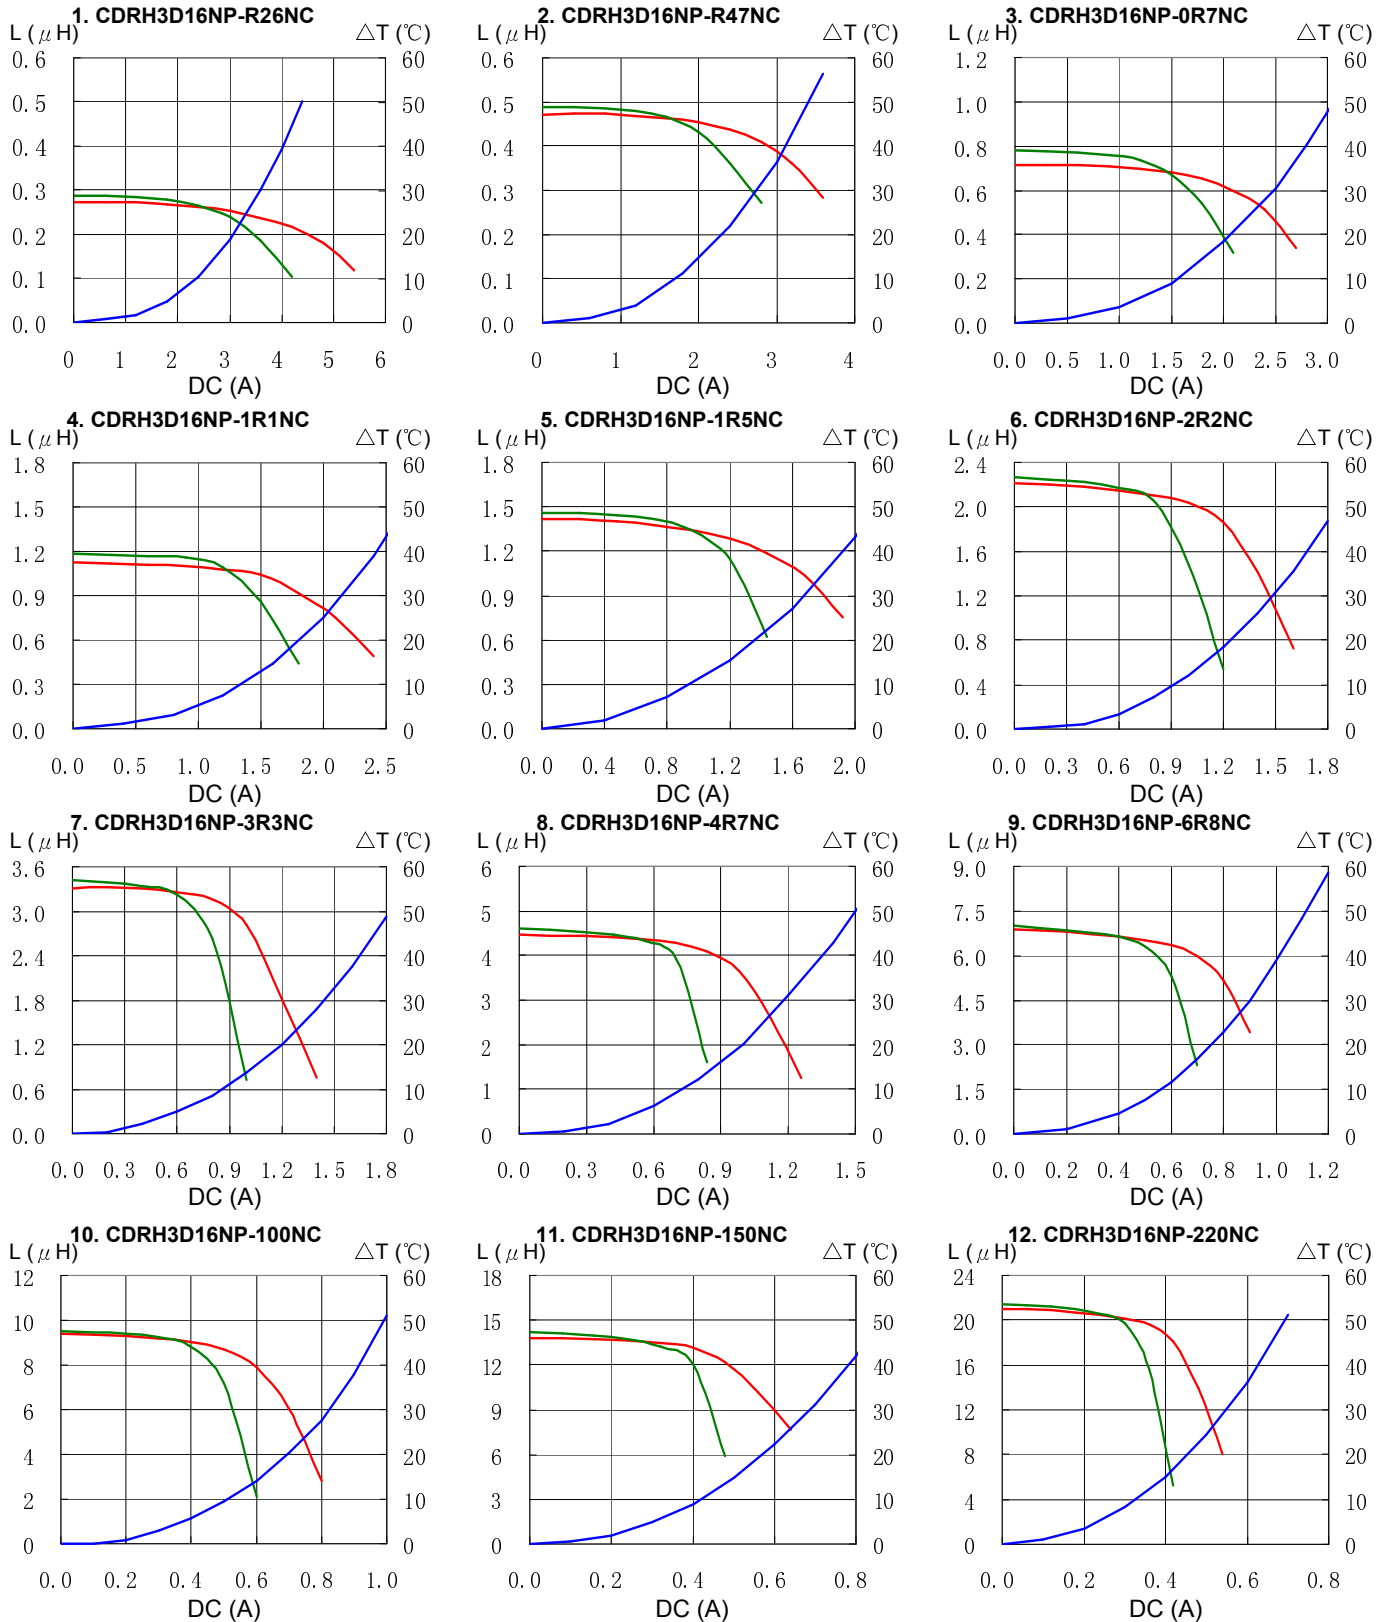 1. CDRH3D16NP-R26NC
L (μH) △T (℃)
0.6 60
0.5 50
0.4 40
0.3 30
0.2 20
0.1 10
0.0 0
0 1 2 3 4 5 6
DC (A)
2. CDRH3D16NP-R47NC
L (μH) △T (℃)
0.6 60
0.5 50
0.4 40
0.3 30
0.2 20
0.1 10
0.0 0
0 1 2 3 4
DC (A)
3. CDRH3D16NP-0R7NC
L (μH) △T (℃)
1.2 60
1.0 50
0.8 40
0.6 30
0.4 20
0.2 10
0.0 0
0.0 1.0 1.5 2.0 2.5 3.0
DC (A)
4. CDRH3D16NP-1R1NC
L (μH) △T (℃)
1.8 60
1.5 50
1.2 40
0.9 30
0.6 20
0.3 10
0.0 0
0.0 0.5 1.0 1.5 2.0 2.5
DC (A)
5. CDRH3D16NP-1R5NC
L (μH) △T (℃)
1.8 60
1.5 50
1.2 40
0.9 30
0.6 20
0.3 10
0.0 0
0.0 0.4 0.8 1.2 1.6 2.0
DC (A)
6. CDRH3D16NP-2R2NC
L (μH) △T (℃)
2.4 60
2.0 50
1.6 40
1.2 30
0.8 20
0.4 10
0.0 0
0.0 0.3 0.6 0.9 1.2 1.5 1.8
DC (A)
7. CDRH3D16NP-3R3NC
L (μH) △T (℃)
3.6 60
3.0 50
2.4 40
1.8 30
1.2 20
0.6 10
0.0 0
0.0 0.3 0.6 0.9 1.2 1.5 1.8
DC (A)
8. CDRH3D16NP-4R7NC
L (μH) △T (℃)
6 60
5 50
4 40
3 30
2 20
1 10
0 0
0.0 0.3 0.6 0.9 1.2 1.5
DC (A)
9. CDRH3D16NP-6R8NC
L (μH) △T (℃)
9.0 60
7.5 50
6.0 40
4.5 30
3.0 20
1.5 10
0.0 0
0.0 0.2 0.4 0.6 0.8 1.0 1.2
DC (A)
10. CDRH3D16NP-100NC
L (μH) △T (℃)
12 60
10 50
8 40
6 30
4 20
2 10
0 0
0.0 0.2 0.4 0.6 0.8 1.0
DC (A)
11. CDRH3D16NP-150NC
L (μH) △T (℃)
18 60
15 50
12 40
9 30
6 20
3 10
0 0
0.0 0.2 0.4 0.6 0.8
DC (A)
12. CDRH3D16NP-220NC
L (μH) △T (℃)
24 60
20 50
16 40
12 30
8 20
4 10
0 0
0.0 0.2 0.4 0.6 0.8
DC (A)